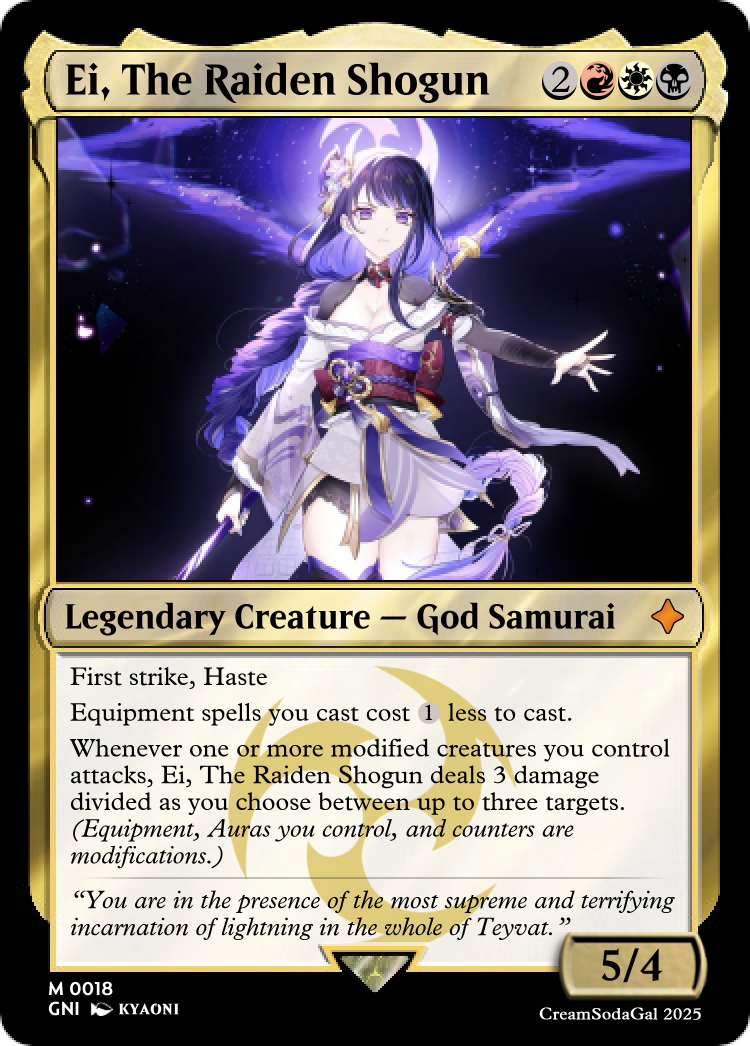 Ei, The Raiden Shogun 2
Legendary Creature — God Samurai
First strike, Haste
Equipment spells you cast cost 1 less to cast.
Whenever one or more modified creatures you control
attacks, Ei, The Raiden Shogun deals 3 damage
divided as you choose between up to three targets.
(Equipment, Auras you control, and counters are
modifications.)
“You are in the presence of the most supreme and terrifying
incarnation of lightning in the whole of Teyvat.”
5/4
M 0018
GNI KYAONI
CreamSodaGal 2025